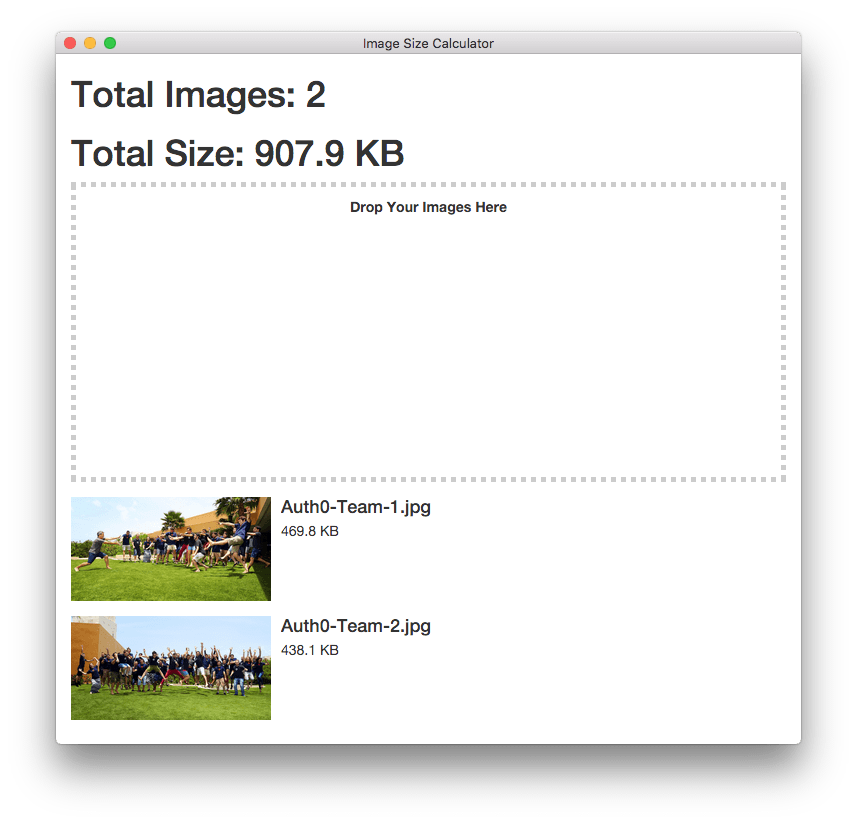 Image Size Calculator
Total Images: 2
Total Size: 907.9 KB
Drop Your Images Here
Auth0-Team-1.jpg
469.8 KB
Auth0-Team-2.jpg
438.1 KB